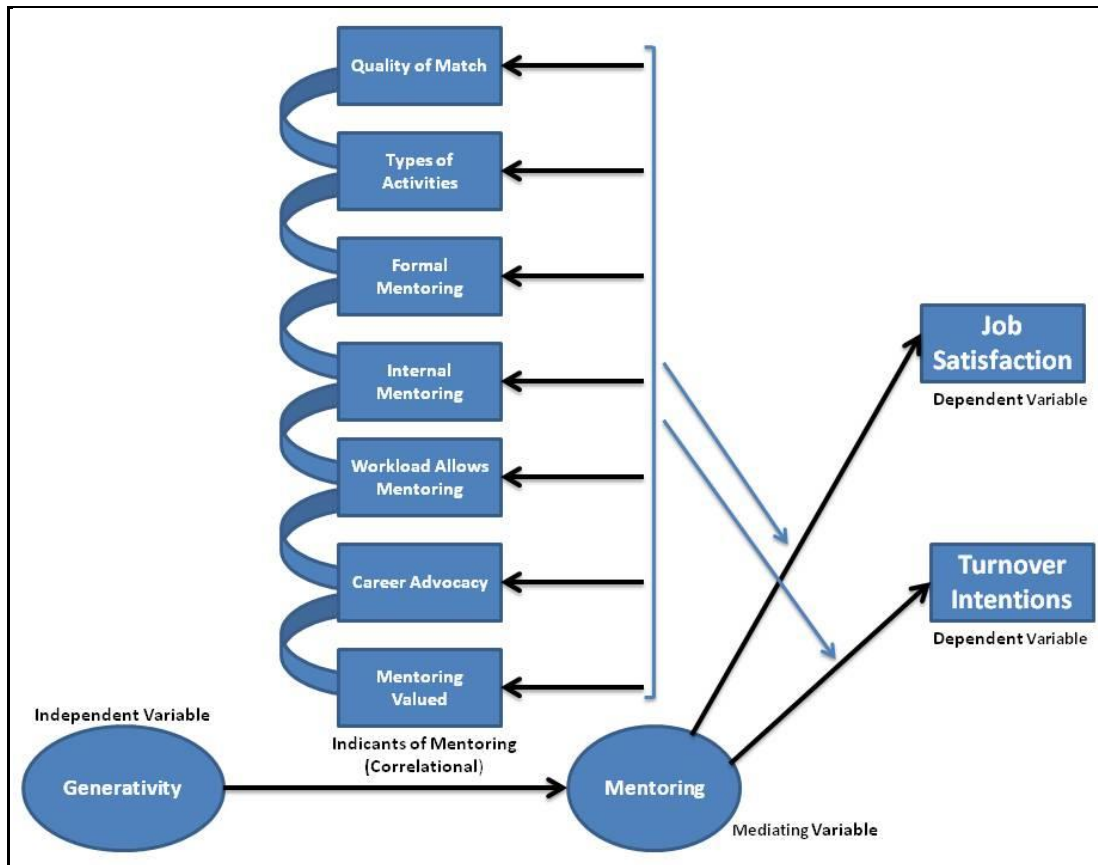 Quality of Match
Types of
Activities
Formal
Mentoring
Internal
Mentoring
Workload Allows
Mentoring
Career Advocacy
Mentoring
Valued
Indicants of Mentoring
(Correlational)
Independent Variable
Generativity
Mentoring
Mediating Variable
Job
Satisfaction
Dependent Variable
Turnover
Intentions
Dependent Variable